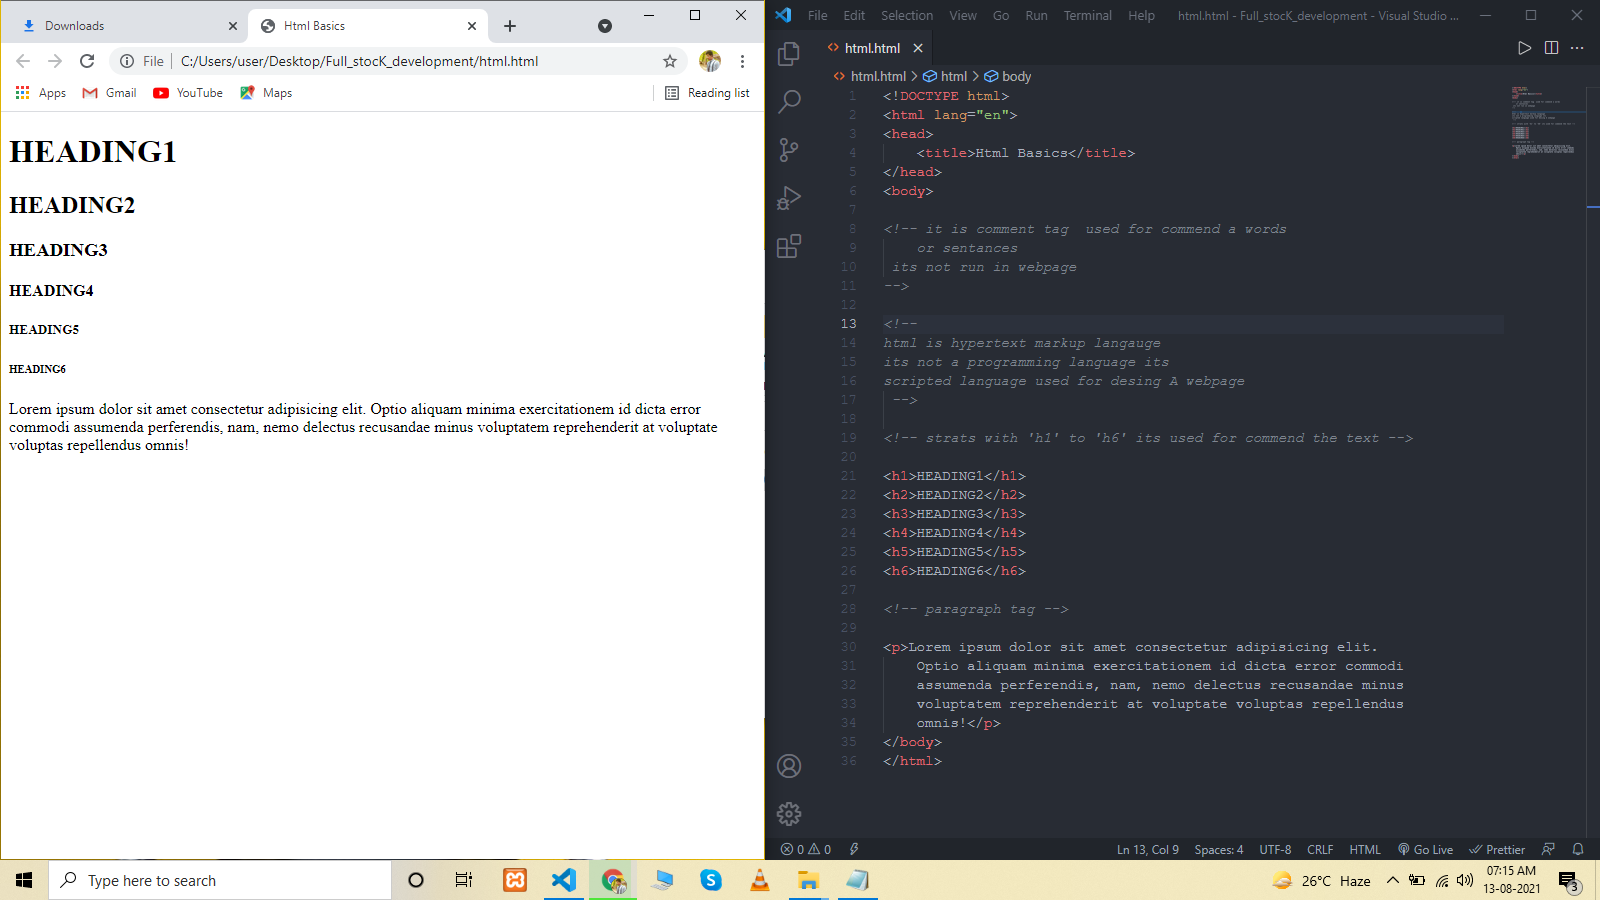 Downloads
Html Basics
File
C:/Users/user/Desktop/Full_stocK_development/html.html
Apps
Gmail
YouTube
Maps
Reading list
HEADING1
HEADING2
HEADING3
HEADING4
HEADING5
HEADING6
Lorem ipsum dolor sit amet consectetur adipisicing elit. Optio aliquam minima exercitationem id dicta error
commodi assumenda perferendis, nam, nemo delectus recusandae minus voluptatem reprehenderit at voluptate
voluptas repellendus omnis!
File Edit Selection View Go Run Terminal Help html.html - Full_stocK_development - Visual Studio ...
html.html
html.html > html > body
1 <!DOCTYPE html>
2 <html lang="en">
3 <head>
4 <title>Html Basics</title>
5 </head>
6 <body>
7
8 <!-- it is comment tag  used for commend a words
9 or sentances
10 its not run in webpage
11 -->
12
13 <!--
14 html is hypertext markup langauge
15 its not a programming language its
16 scripted language used for desing A webpage
17 -->
18
19 <!-- strats with 'h1' to 'h6' its used for commend the text -->
20
21 <h1>HEADING1</h1>
22 <h2>HEADING2</h2>
23 <h3>HEADING3</h3>
24 <h4>HEADING4</h4>
25 <h5>HEADING5</h5>
26 <h6>HEADING6</h6>
27
28 <!-- paragraph tag -->
29
30 <p>Lorem ipsum dolor sit amet consectetur adipisicing elit.
31 Optio aliquam minima exercitationem id dicta error commodi
32 assumenda perferendis, nam, nemo delectus recusandae minus
33 voluptatem reprehenderit at voluptate voluptas repellendus
34 omnis!</p>
35 </body>
36 </html>
0 0 Ln 13, Col 9 Spaces: 4 UTF-8 CRLF HTML Go Live Prettier
Type here to search
26°C Haze
07:15 AM
13-08-2021
3